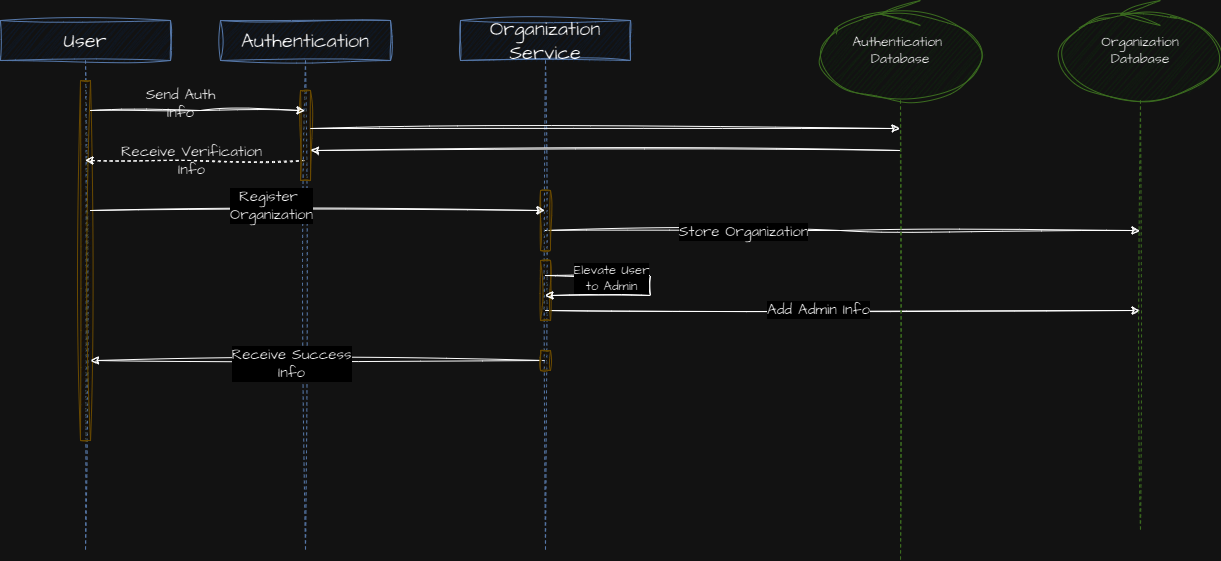 User
Authentication
Organization
Service
Authentication
Database
Organization
Database
Send Auth
Info
Receive Verification
Info
Register
Organization
Store Organization
Elevate User
to Admin
Add Admin Info
Receive Success
Info